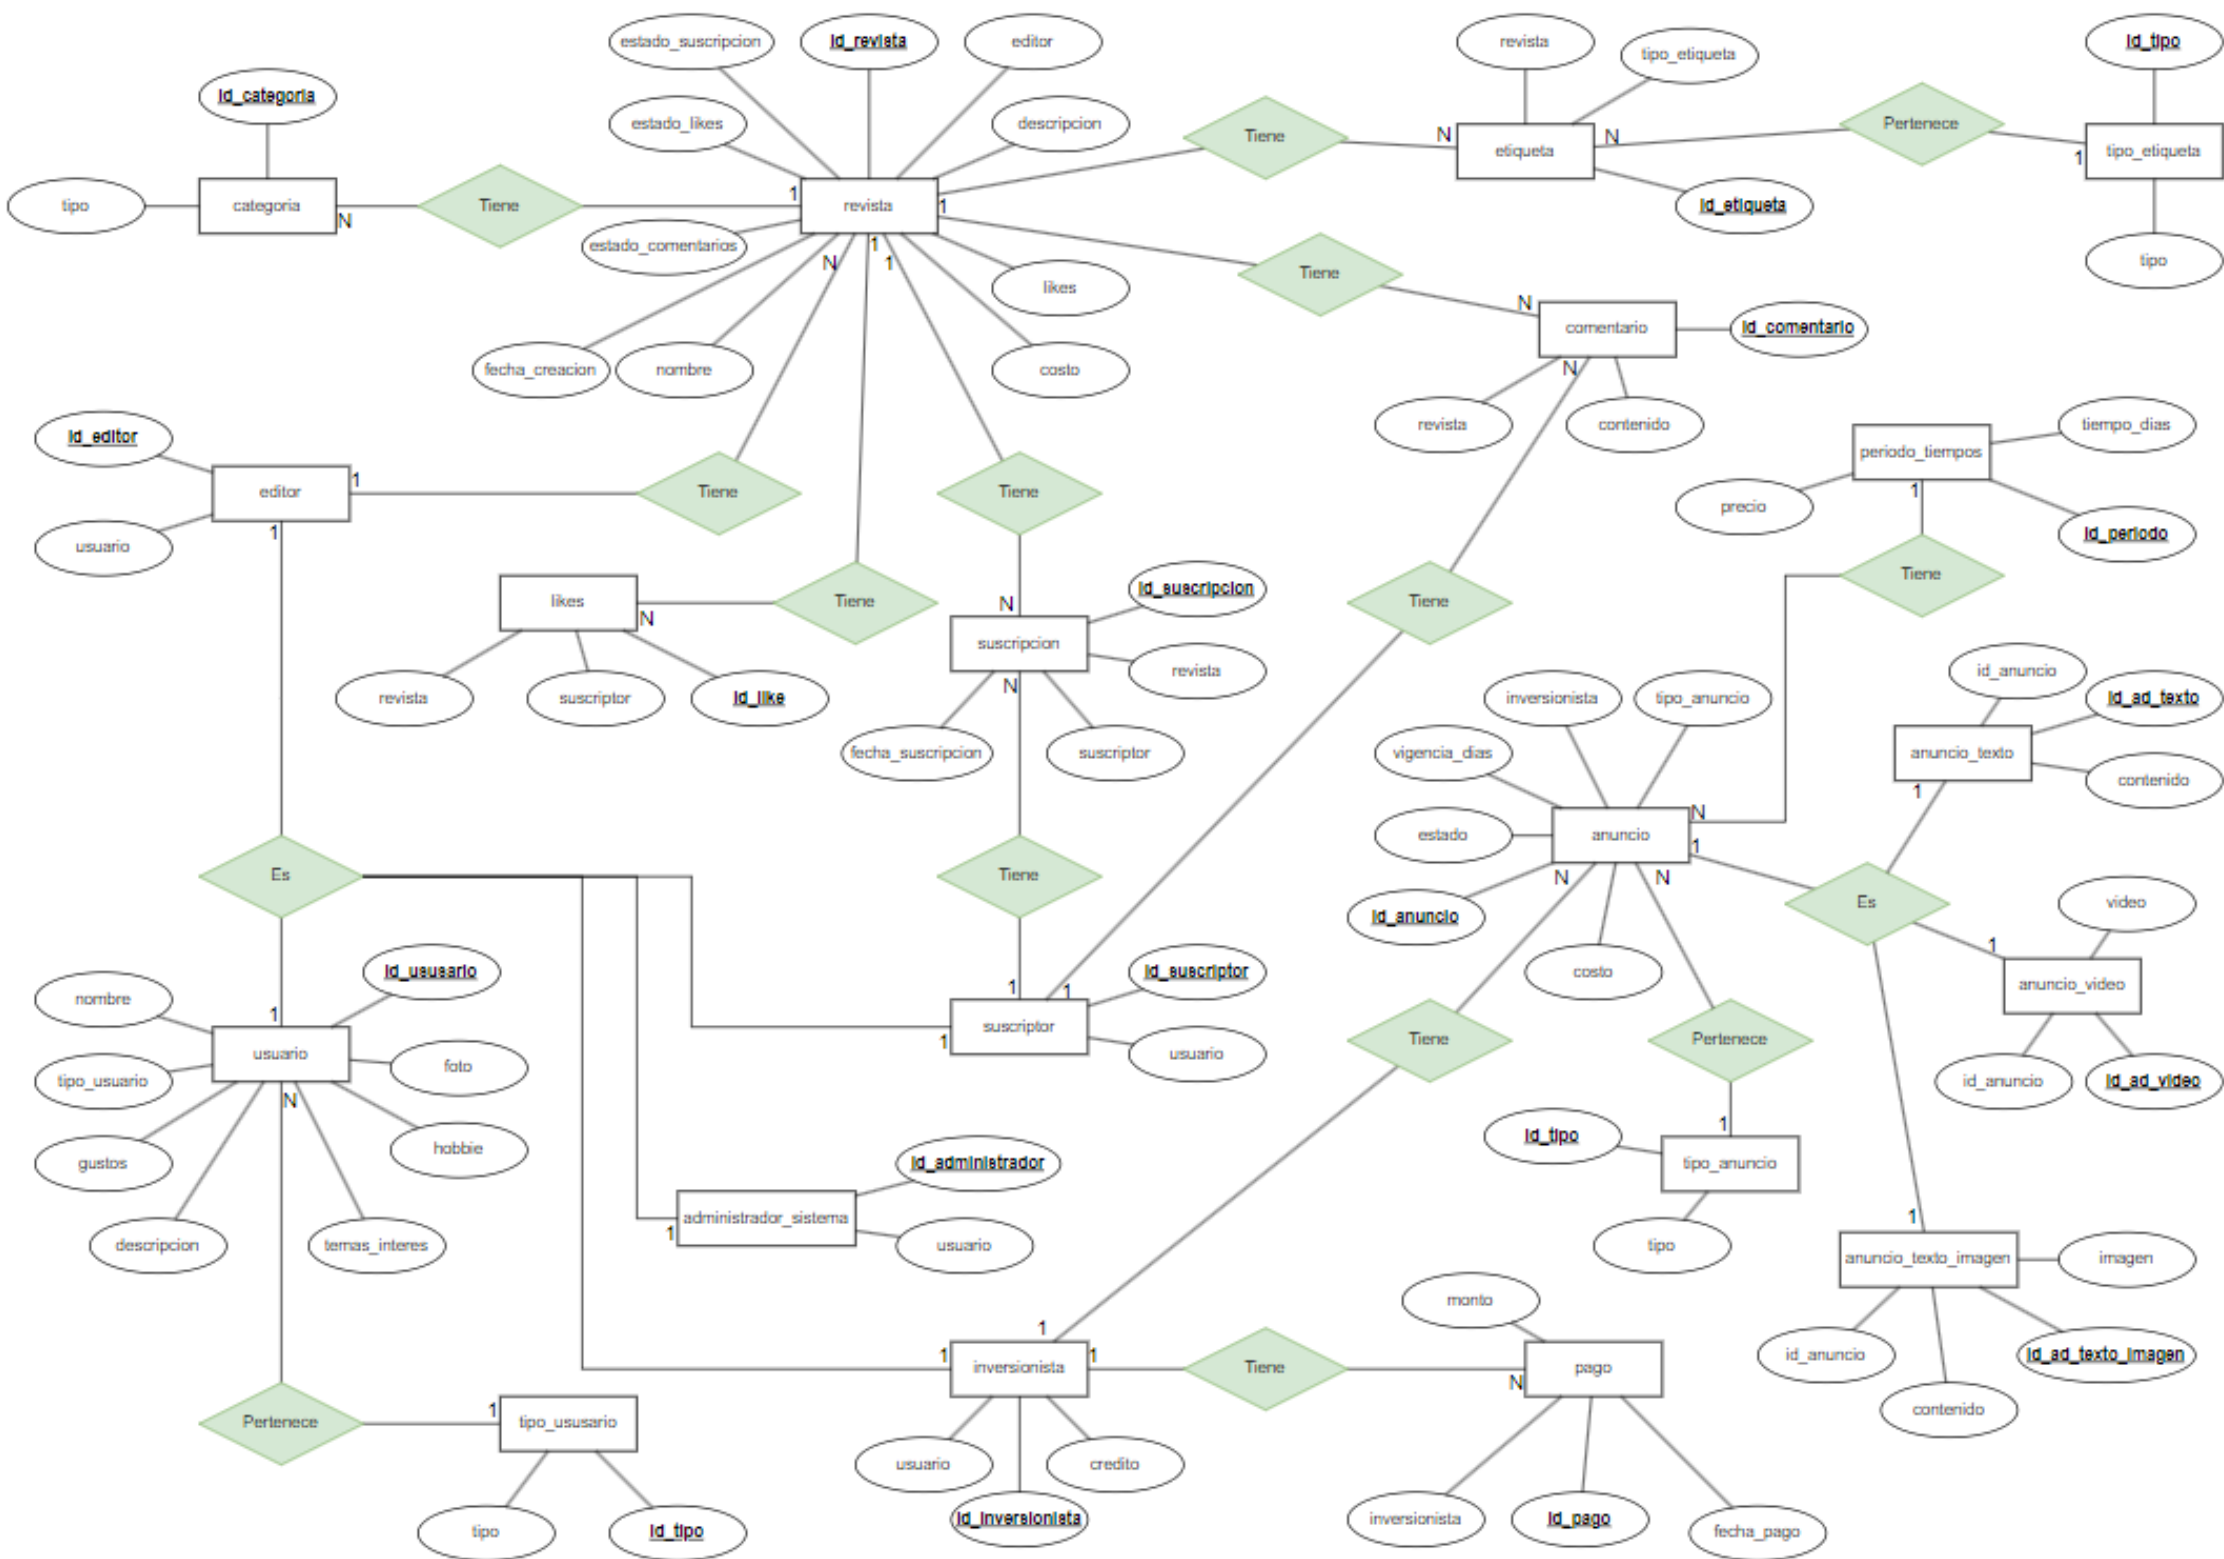 estado_suscripcion
id_revista
editor
revista
tipo_etiqueta
id_tipo
id_categoria
estado_likes
descripcion
Tiene
N
etiqueta
N
Pertenece
1
tipo_etiqueta
tipo
categoria
N
Tiene
1
revista
1
id_etiqueta
estado_comentarios
N
1
1
likes
Tiene
N
tipo
fecha_creacion
nombre
costo
comentario
N
id_comentario
revista
contenido
id_editor
editor
1
1
usuario
Tiene
Tiene
periodo_tiempos
1
tiempo_dias
precio
id_periodo
Tiene
likes
N
Tiene
N
suscripcion
N
id_suscripcion
revista
Tiene
revista
suscriptor
id_like
fecha_suscripcion
suscriptor
inversionista
tipo_anuncio
id_anuncio
id_ad_texto
vigencia_dias
anuncio_texto
1
contenido
estado
anuncio
N
1
N
N
Es
Tiene
Es
video
id_anuncio
costo
1
anuncio_video
nombre
id_ususario
1
usuario
N
foto
tipo_usuario
1
1
1
suscriptor
id_suscriptor
usuario
Tiene
Pertenece
id_anuncio
id_ad_video
gustos
hobbie
id_tipo
1
tipo_anuncio
descripcion
temas_interes
id_administrador
administrador_sistema
1
usuario
tipo
1
anuncio_texto_imagen
imagen
monto
1
1
inversionista
1
Tiene
N
pago
id_anuncio
id_ad_texto_imagen
contenido
Pertenece
1
tipo_ususario
usuario
credito
id_inversionista
tipo
id_tipo
inversionista
id_pago
fecha_pago